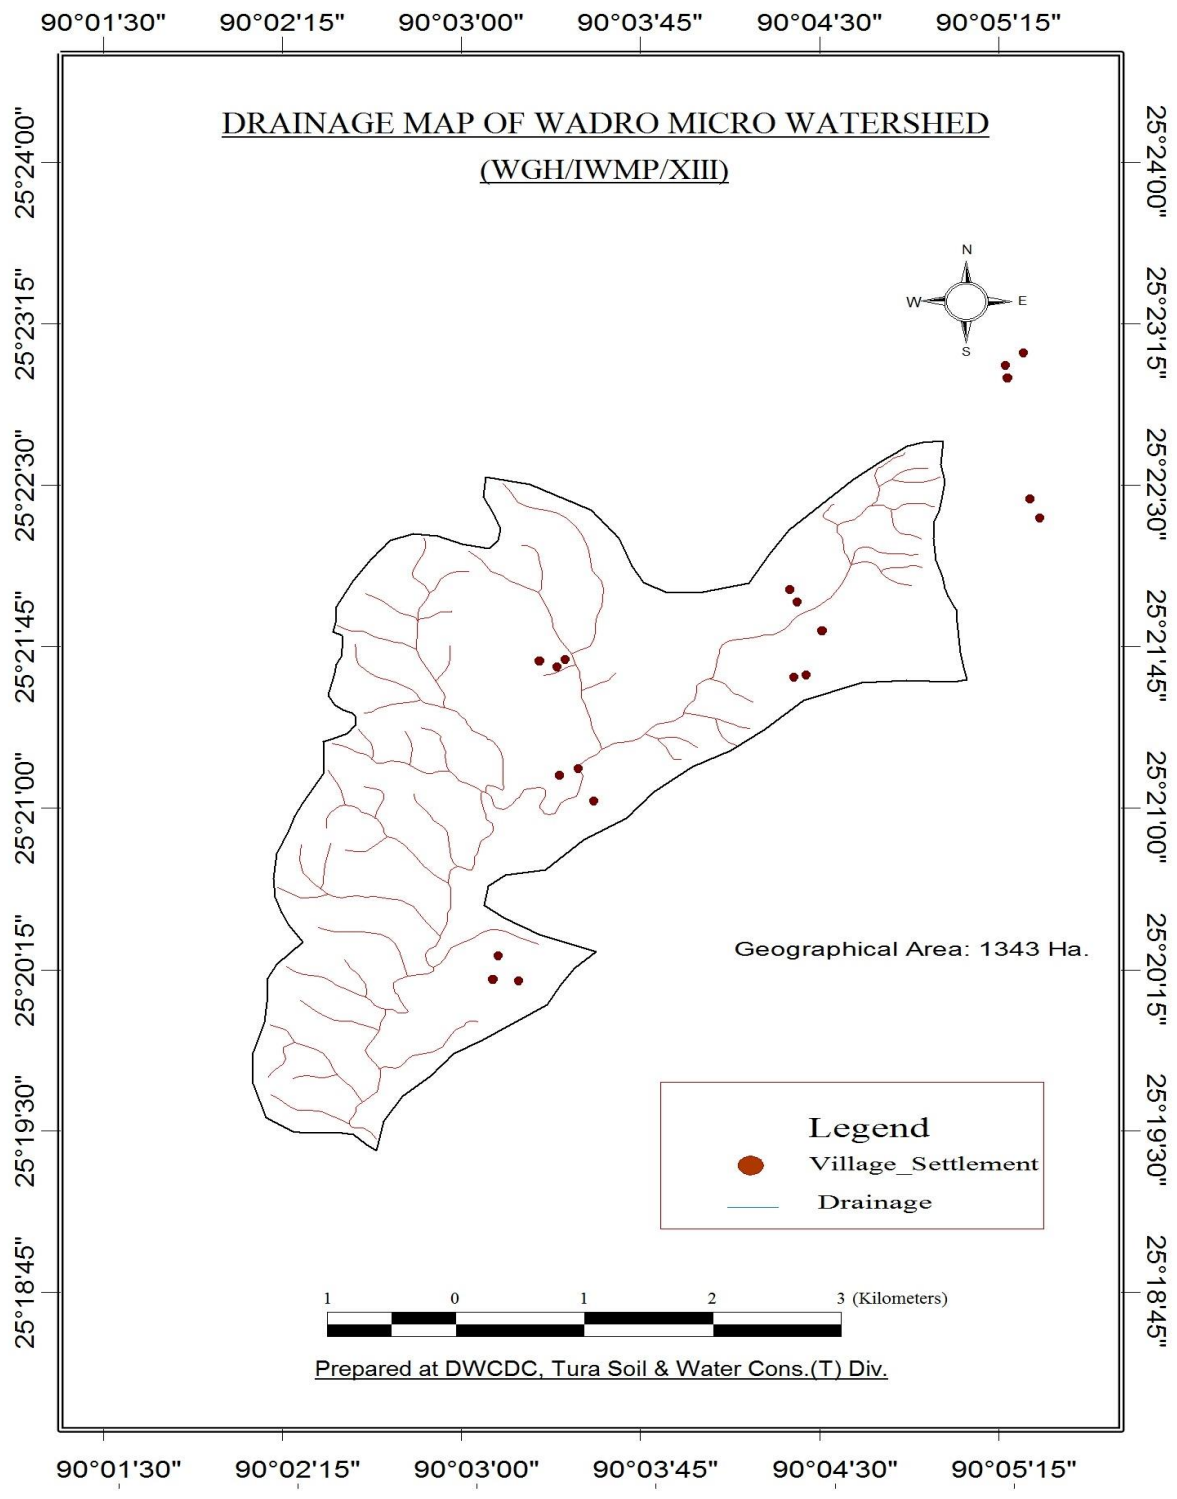 90°01'30" 90°02'15" 90°03'00" 90°03'45" 90°04'30" 90°05'15"
DRAINAGE MAP OF WADRO MICRO WATERSHED
(WGH/IWMP/XIII)
25°24'00" 25°24'00"
N
W E
S
25°23'15" 25°23'15"
25°22'30" 25°22'30"
25°21'45" 25°21'45"
25°21'00" 25°21'00"
Geographical Area: 1343 Ha.
25°20'15" 25°20'15"
25°19'30" 25°19'30"
Legend
Village_Settlement
Drainage
25°18'45" 25°18'45"
1 0 1 2 3 (Kilometers)
Prepared at DWCDC, Tura Soil & Water Cons.(T) Div.
90°01'30" 90°02'15" 90°03'00" 90°03'45" 90°04'30" 90°05'15"